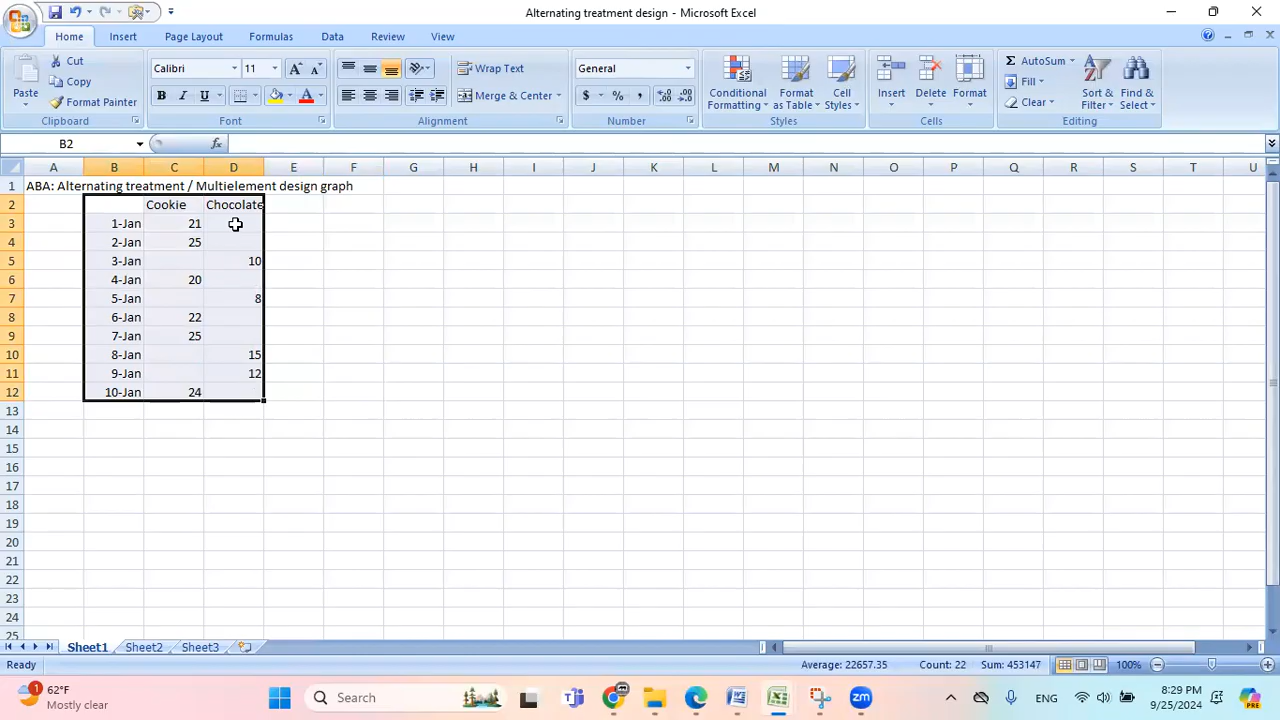 Alternating treatment design - Microsoft Excel
Home Insert Page Layout Formulas Data Review View
Paste Cut Copy Format Painter Clipboard
Calibri 11 A A B I U A Font
Wrap Text Merge & Center Alignment
General $ % , .0 .00 .00 .0 Number
Conditional Formatting Format as Table Cell Styles Styles
Insert Delete Format Cells
Σ AutoSum Fill Clear Sort & Filter Find & Select Editing
B2 fx
A B C D E F G H I J K L M N O P Q R S T U
1 ABA: Alternating treatment / Multielement design graph
2 Cookie Chocolate
3 1-Jan 21
4 2-Jan 25
5 3-Jan 10
6 4-Jan 20
7 5-Jan 8
8 6-Jan 22
9 7-Jan 25
10 8-Jan 15
11 9-Jan 12
12 10-Jan 24
13
14
15
16
17
18
19
20
21
22
23
24
25
Sheet1 Sheet2 Sheet3
Ready Average: 22657.35 Count: 22 Sum: 453147 100%
1 62°F Search ENG 8:29 PM PRE
Mostly clear 9/25/2024